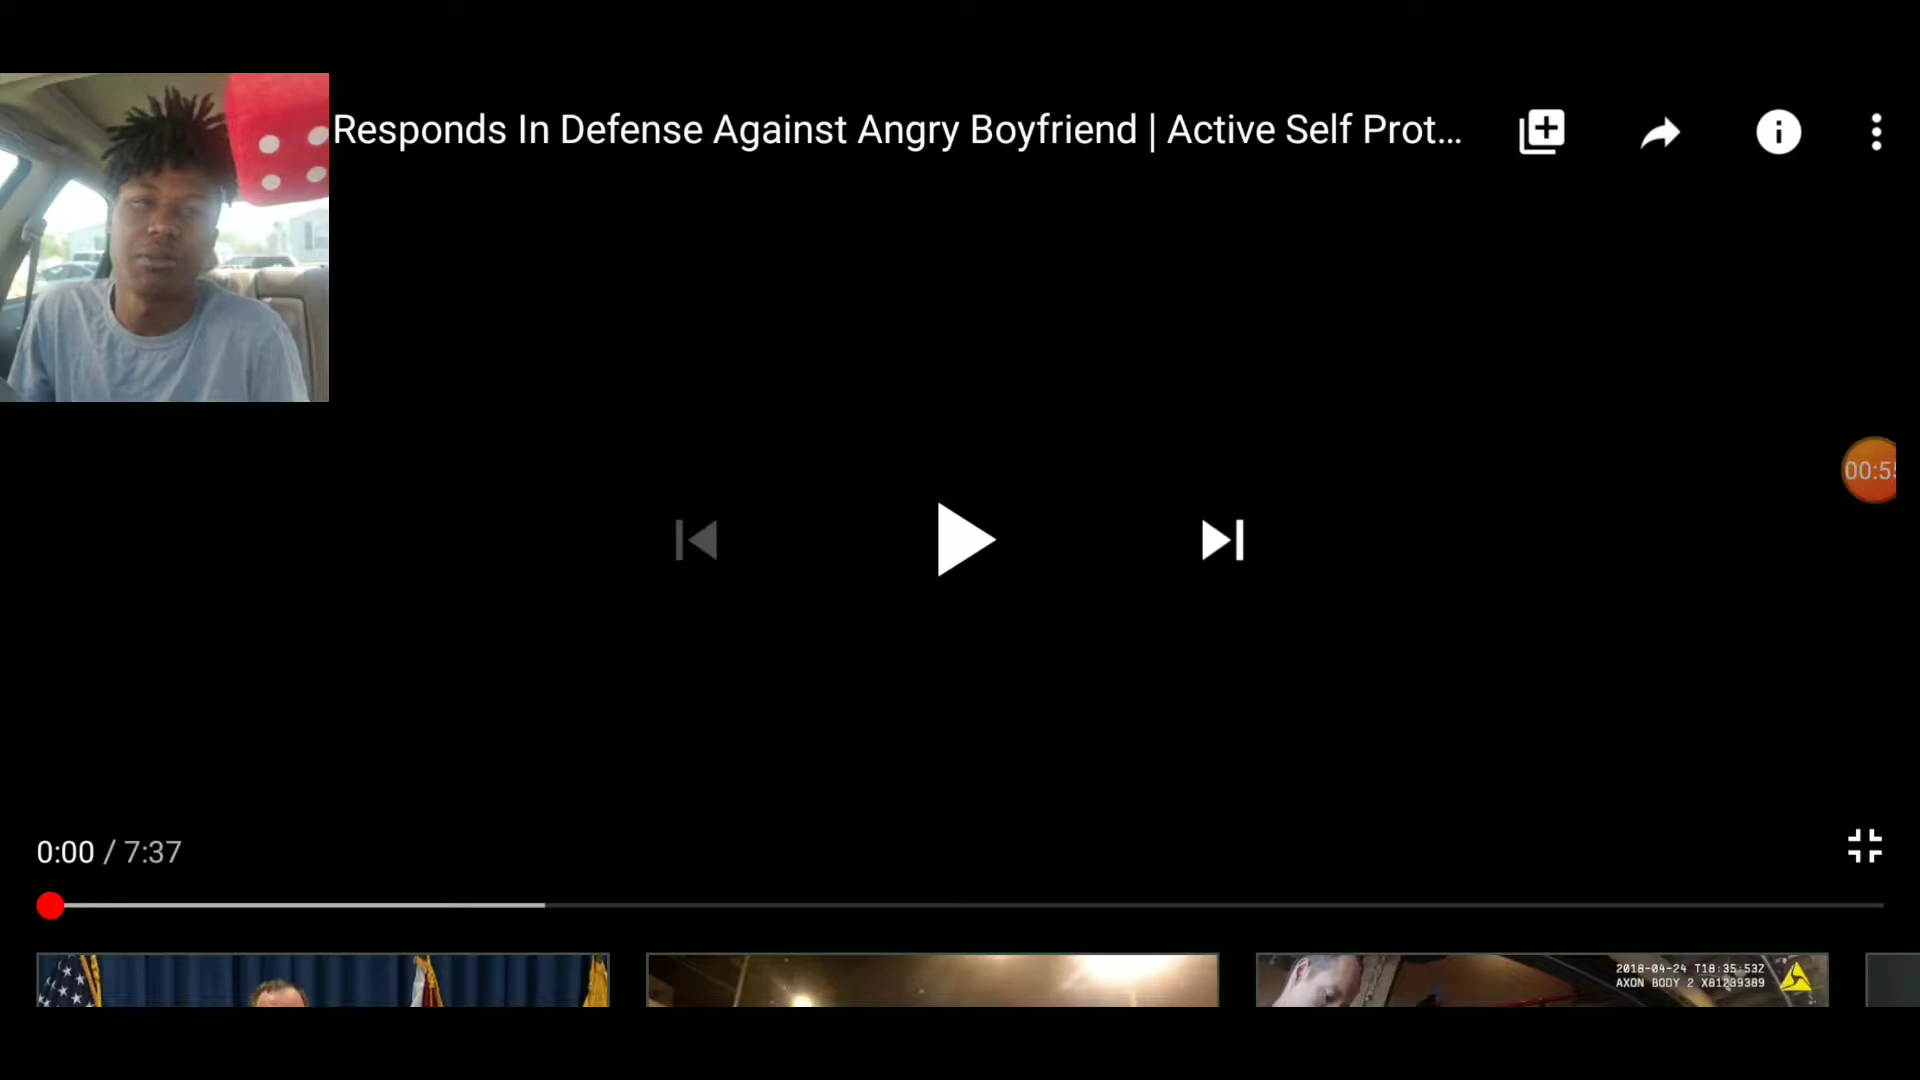 Responds In Defense Against Angry Boyfriend | Active Self Prot...
00:5
0:00 / 7:37
2018-04-24 T18:35:53Z
AXON BODY 2 X81239389